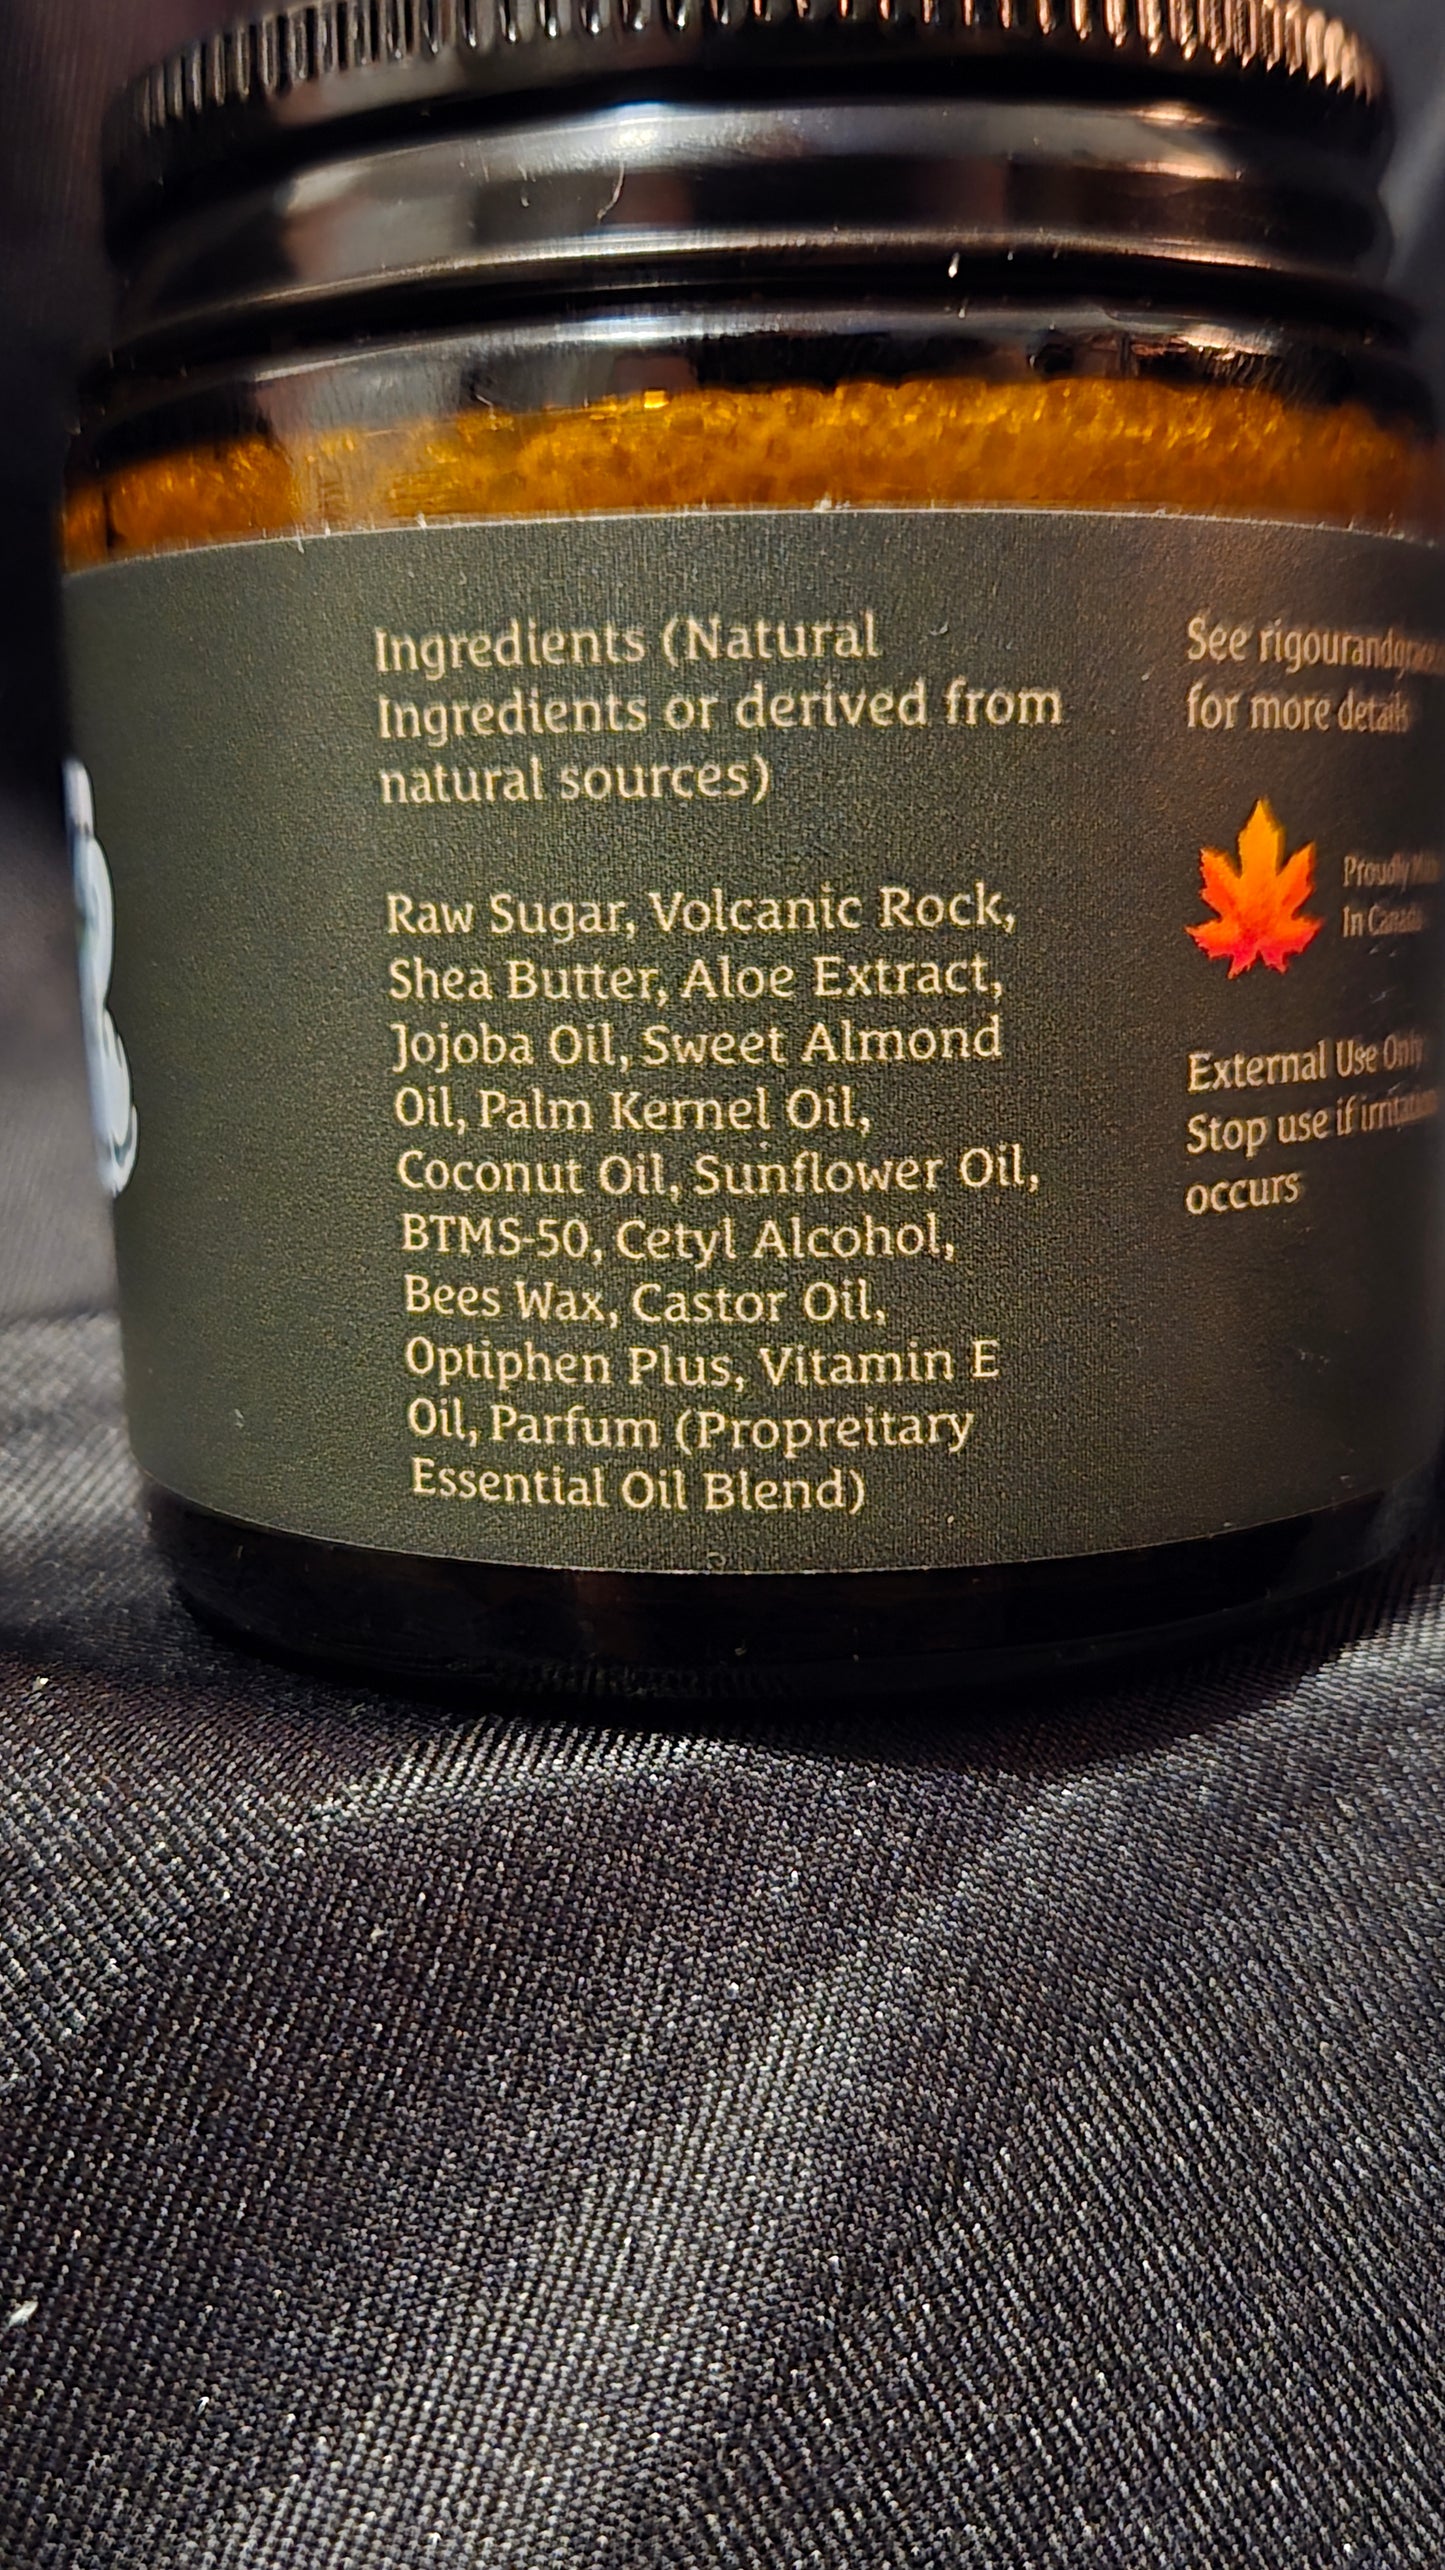 Ingredients (Natural
Ingredients or derived from
natural sources)
Raw Sugar, Volcanic Rock,
Shea Butter, Aloe Extract,
Jojoba Oil, Sweet Almond
Oil, Palm Kernel Oil,
Coconut Oil, Sunflower Oil,
BTMS-50, Cetyl Alcohol,
Bees Wax, Castor Oil,
Optiphen Plus, Vitamin E
Oil, Parfum (Propreitary
Essential Oil Blend)
See
for more details
Proudly
In Canada
External Use Only
Stop use if irritation
occurs